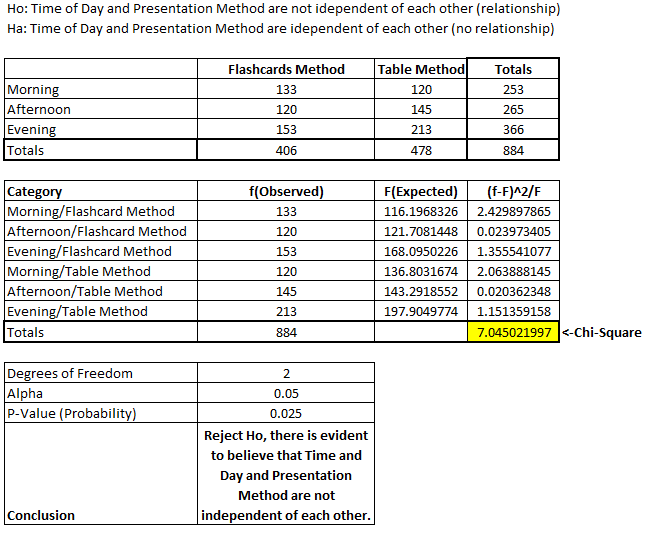 Ho: Time of Day and Presentation Method are not idependent of each other (relationship)
Ha: Time of Day and Presentation Method are idependent of each other (no relationship)
Flashcards Method Table Method Totals
Morning 133 120 253
Afternoon 120 145 265
Evening 153 213 366
Totals 406 478 884
Category f(Observed) F(Expected) (f-F)^2/F
Morning/Flashcard Method 133 116.1968326 2.429897865
Afternoon/Flashcard Method 120 121.7081448 0.023973405
Evening/Flashcard Method 153 168.0950226 1.355541077
Morning/Table Method 120 136.8031674 2.063888145
Afternoon/Table Method 145 143.2918552 0.020362348
Evening/Table Method 213 197.9049774 1.151359158
Totals 884 7.045021997 <-Chi-Square
Degrees of Freedom 2
Alpha 0.05
P-Value (Probability) 0.025
Reject Ho, there is evident
to believe that Time and
Day and Presentation
Method are not
Conclusion independent of each other.